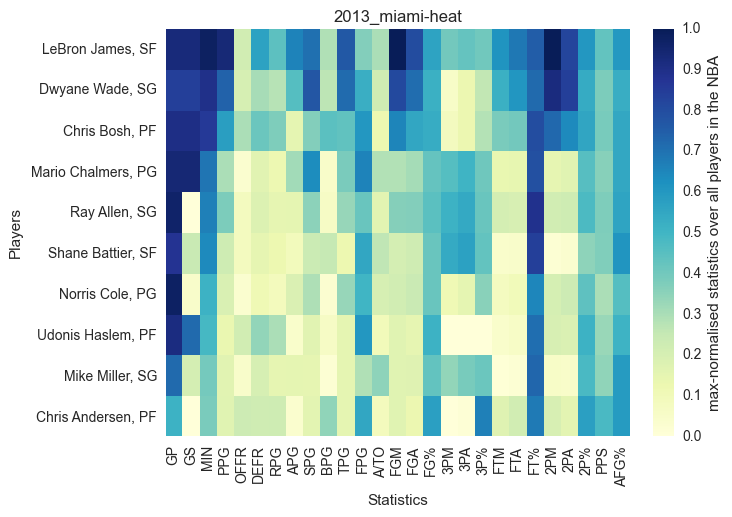 2013_miami-heat
Players
LeBron James, SF
Dwyane Wade, SG
Chris Bosh, PF
Mario Chalmers, PG
Ray Allen, SG
Shane Battier, SF
Norris Cole, PG
Udonis Haslem, PF
Mike Miller, SG
Chris Andersen, PF
GP GS MIN PPG OFFR DEFR RPG APG SPG BPG TPG FPG A/TO FGM FGA FG% 3PM 3PA 3P% FTM FTA FT% 2PM 2PA 2P% PPS AFG%
Statistics
1.0
0.9
0.8
0.7
0.6
0.5
0.4
0.3
0.2
0.1
0.0
max-normalised statistics over all players in the NBA